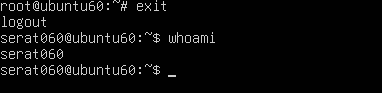 root@ubuntu60:~# exit
logout
serat060@ubuntu60:~$ whoami
serat060
serat060@ubuntu60:~$ _